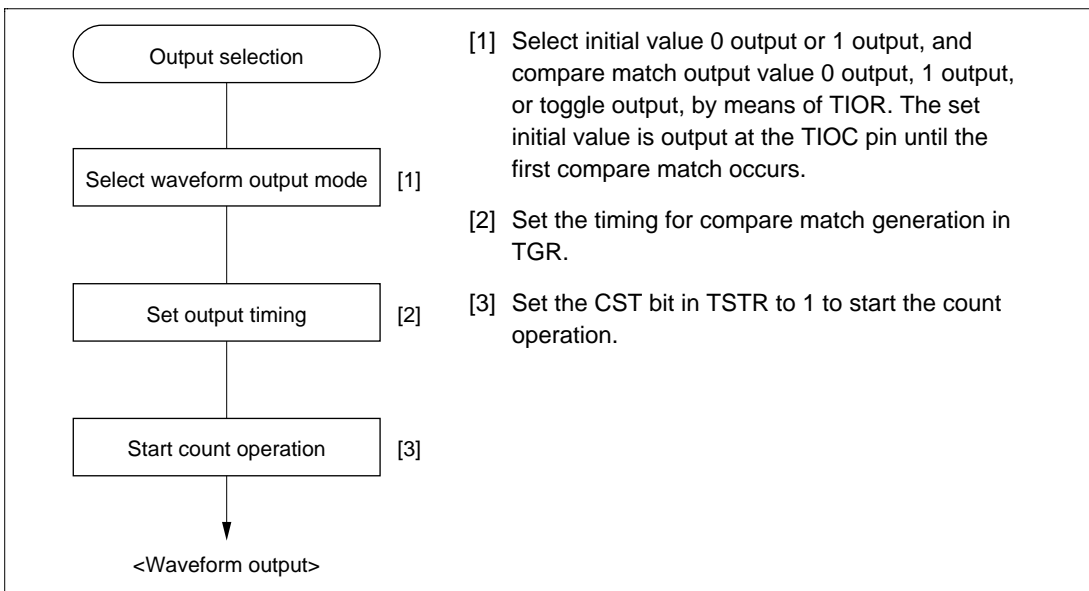 Output selection
Select waveform output mode
[1]
Set output timing
[2]
Start count operation
[3]
<Waveform output>
[1] Select initial value 0 output or 1 output, and
compare match output value 0 output, 1 output,
or toggle output, by means of TIOR. The set
initial value is output at the TIOC pin until the
first compare match occurs.
[2] Set the timing for compare match generation in
TGR.
[3] Set the CST bit in TSTR to 1 to start the count
operation.